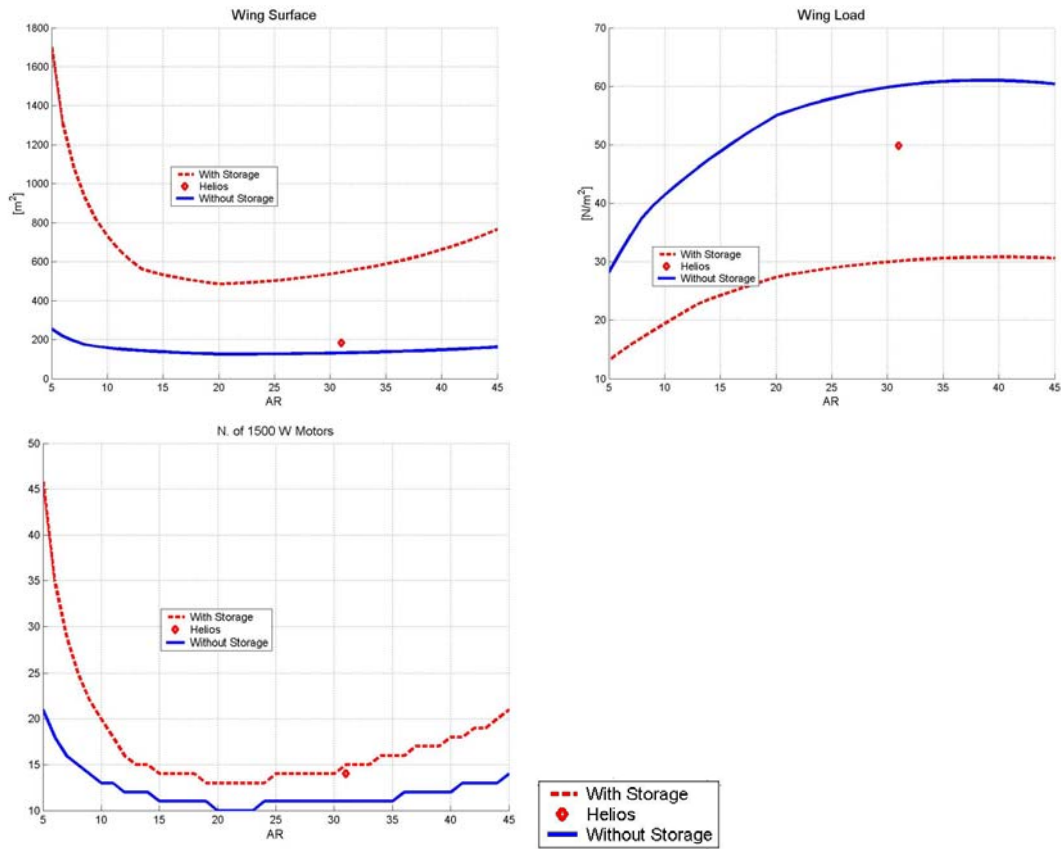 Wing Surface
1800
1600
1400
1200
1000
800
600
400
200
0
[m²]
With Storage
Helios
Without Storage
5 10 15 20 25 30 35 40 45
AR
Wing Load
70
60
50
40
30
20
10
[N/m²]
With Storage
Helios
Without Storage
5 10 15 20 25 30 35 40 45
AR
N. of 1500 W Motors
50
45
40
35
30
25
20
15
10
With Storage
Helios
Without Storage
5 10 15 20 25 30 35 40 45
AR
With Storage
Helios
Without Storage